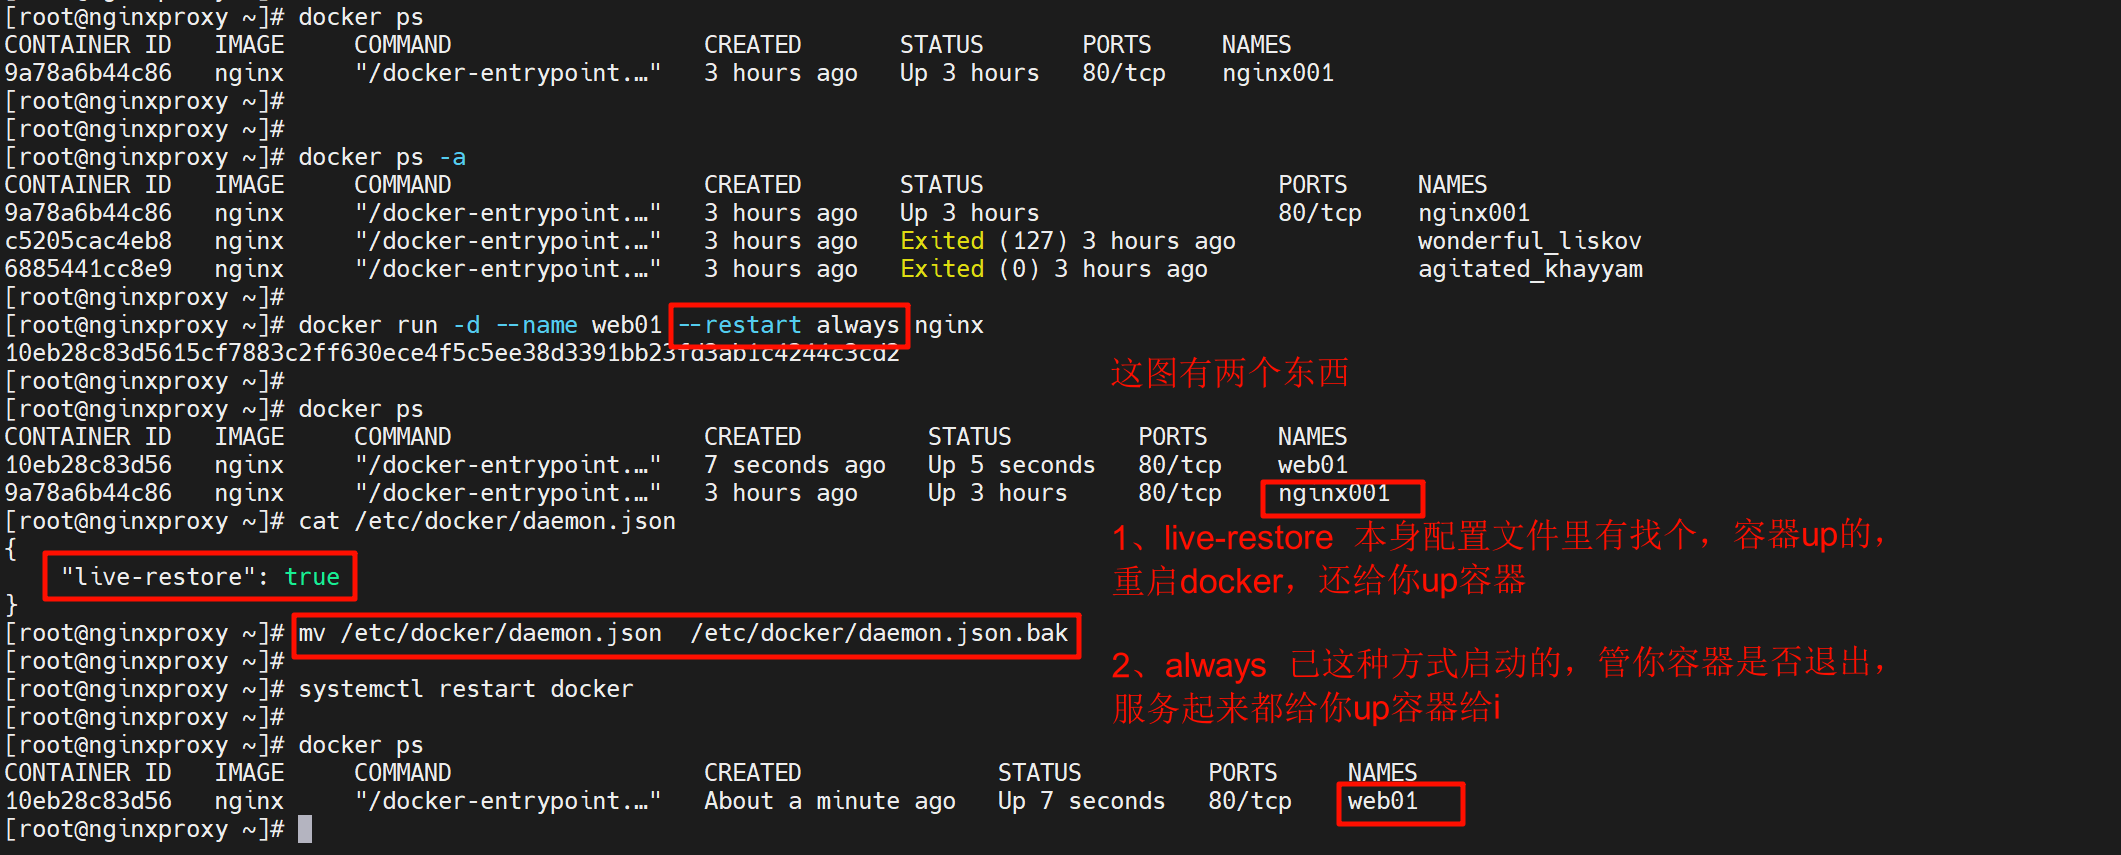 [root@nginxproxy ~]# docker ps
CONTAINER ID   IMAGE     COMMAND                  CREATED       STATUS       PORTS     NAMES
9a78a6b44c86   nginx     "/docker-entrypoint.…"   3 hours ago   Up 3 hours   80/tcp    nginx001
[root@nginxproxy ~]#
[root@nginxproxy ~]#
[root@nginxproxy ~]# docker ps -a
CONTAINER ID   IMAGE     COMMAND                  CREATED       STATUS                     PORTS     NAMES
9a78a6b44c86   nginx     "/docker-entrypoint.…"   3 hours ago   Up 3 hours                 80/tcp    nginx001
c5205cac4eb8   nginx     "/docker-entrypoint.…"   3 hours ago   Exited (127) 3 hours ago             wonderful_liskov
6885441cc8e9   nginx     "/docker-entrypoint.…"   3 hours ago   Exited (0) 3 hours ago               agitated_khayyam
[root@nginxproxy ~]#
[root@nginxproxy ~]# docker run -d --name web01 --restart always nginx
10eb28c83d5615cf7883c2ff630ece4f5c5ee38d3391bb23fd3ab1c4244c3cd2
这图有两个东西
[root@nginxproxy ~]#
[root@nginxproxy ~]# docker ps
CONTAINER ID   IMAGE     COMMAND                  CREATED         STATUS         PORTS     NAMES
10eb28c83d56   nginx     "/docker-entrypoint.…"   7 seconds ago   Up 5 seconds   80/tcp    web01
9a78a6b44c86   nginx     "/docker-entrypoint.…"   3 hours ago     Up 3 hours     80/tcp    nginx001
[root@nginxproxy ~]# cat /etc/docker/daemon.json
{
    "live-restore": true
}
1、live-restore 本身配置文件里有找个，容器up的，
重启docker，还给你up容器
[root@nginxproxy ~]# mv /etc/docker/daemon.json  /etc/docker/daemon.json.bak
[root@nginxproxy ~]#
[root@nginxproxy ~]# systemctl restart docker
2、always 已这种方式启动的，管你容器是否退出，
服务起来都给你up容器给i
[root@nginxproxy ~]#
[root@nginxproxy ~]# docker ps
CONTAINER ID   IMAGE     COMMAND                  CREATED              STATUS         PORTS     NAMES
10eb28c83d56   nginx     "/docker-entrypoint.…"   About a minute ago   Up 7 seconds   80/tcp    web01
[root@nginxproxy ~]#